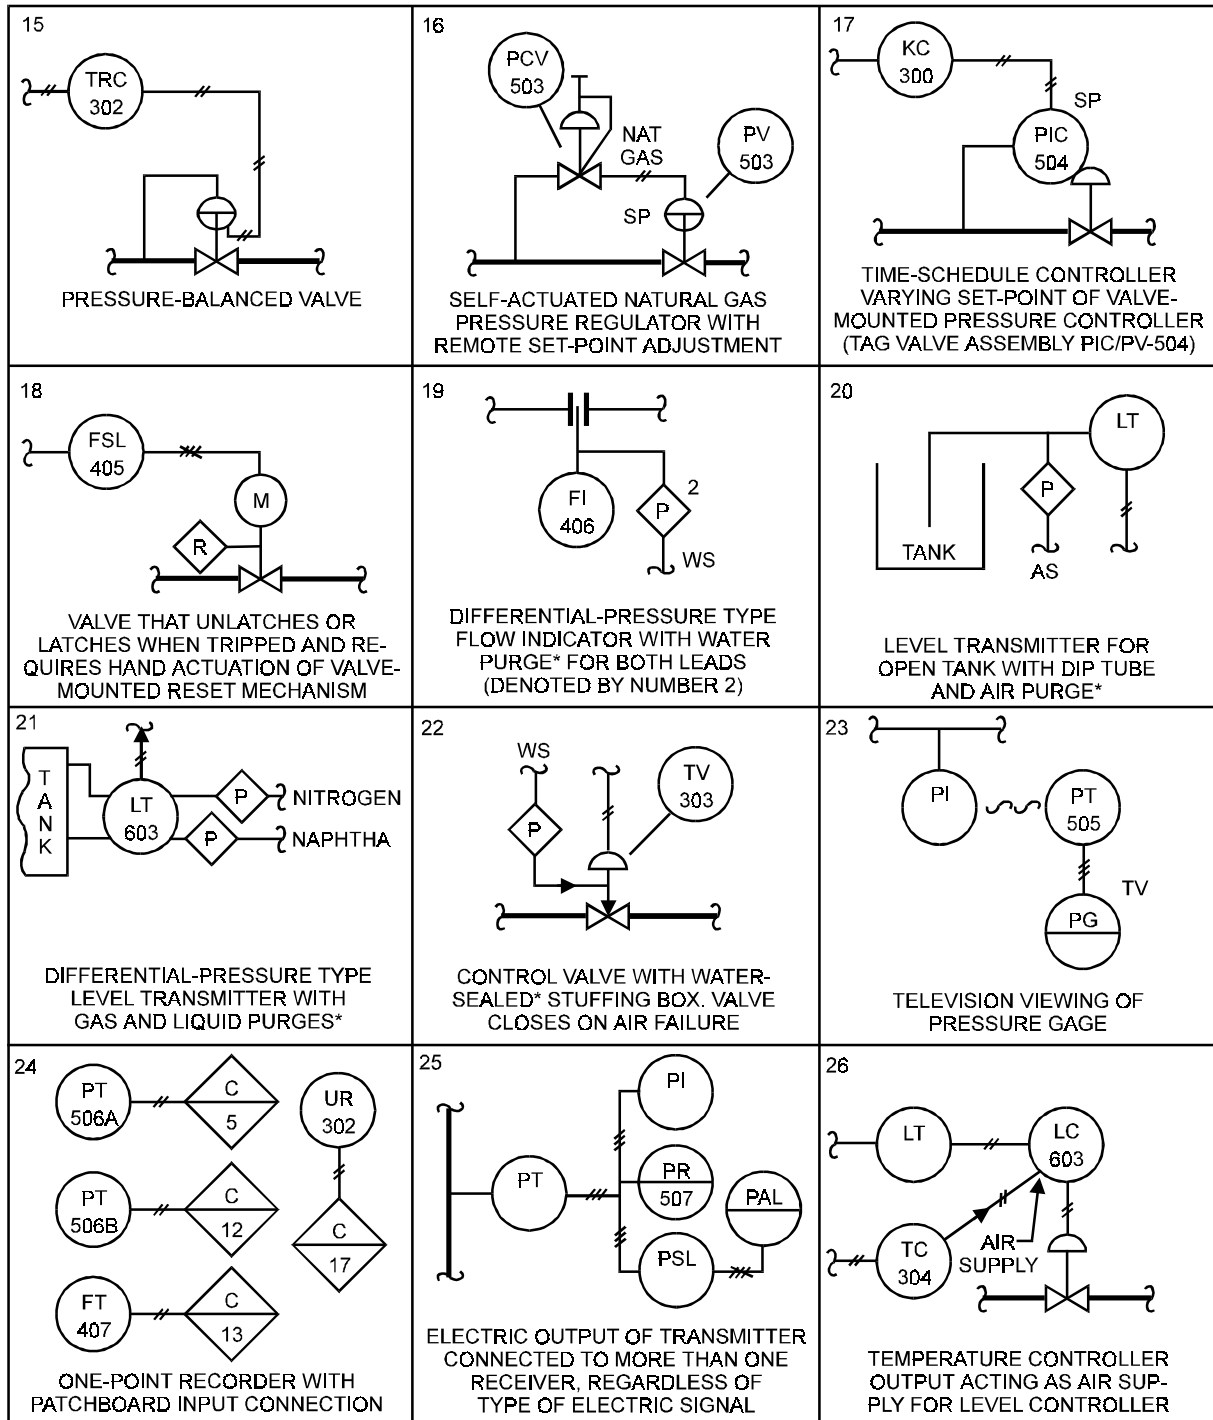 15
TRC
302
PRESSURE-BALANCED VALVE
16
PCV
503
NAT
GAS
PV
503
SP
SELF-ACTUATED NATURAL GAS
PRESSURE REGULATOR WITH
REMOTE SET-POINT ADJUSTMENT
17
KC
300
SP
PIC
504
TIME-SCHEDULE CONTROLLER
VARYING SET-POINT OF VALVE-
MOUNTED PRESSURE CONTROLLER
(TAG VALVE ASSEMBLY PIC/PV-504)
18
FSL
405
M
R
VALVE THAT UNLATCHES OR
LATCHES WHEN TRIPPED AND RE-
QUIRES HAND ACTUATION OF VALVE-
MOUNTED RESET MECHANISM
19
FI
406
2
P
WS
DIFFERENTIAL-PRESSURE TYPE
FLOW INDICATOR WITH WATER
PURGE* FOR BOTH LEADS
(DENOTED BY NUMBER 2)
20
LT
P
TANK
AS
LEVEL TRANSMITTER FOR
OPEN TANK WITH DIP TUBE
AND AIR PURGE*
21
TANK
LT
603
P
NITROGEN
P
NAPHTHA
DIFFERENTIAL-PRESSURE TYPE
LEVEL TRANSMITTER WITH
GAS AND LIQUID PURGES*
22
WS
P
TV
303
CONTROL VALVE WITH WATER-
SEALED* STUFFING BOX. VALVE
CLOSES ON AIR FAILURE
23
PI
PT
505
TV
PG
TELEVISION VIEWING OF
PRESSURE GAGE
24
PT
506A
C
5
UR
302
PT
506B
C
12
C
17
FT
407
C
13
ONE-POINT RECORDER WITH
PATCHBOARD INPUT CONNECTION
25
PI
PT
PR
507
PAL
PSL
ELECTRIC OUTPUT OF TRANSMITTER
CONNECTED TO MORE THAN ONE
RECEIVER, REGARDLESS OF
TYPE OF ELECTRIC SIGNAL
26
LT
LC
603
TC
304
AIR
SUPPLY
TEMPERATURE CONTROLLER
OUTPUT ACTING AS AIR SUP-
PLY FOR LEVEL CONTROLLER